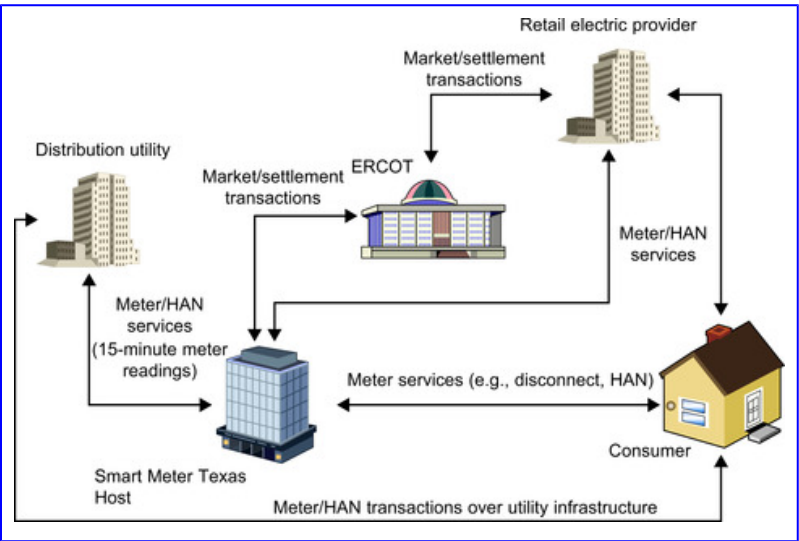 Retail electric provider
Market/settlement
transactions
Distribution utility
ERCOT
Market/settlement
transactions
Meter/HAN
services
Meter/HAN
services
(15-minute meter
readings)
Meter services (e.g., disconnect, HAN)
Consumer
Smart Meter Texas
Host
Meter/HAN transactions over utility infrastructure